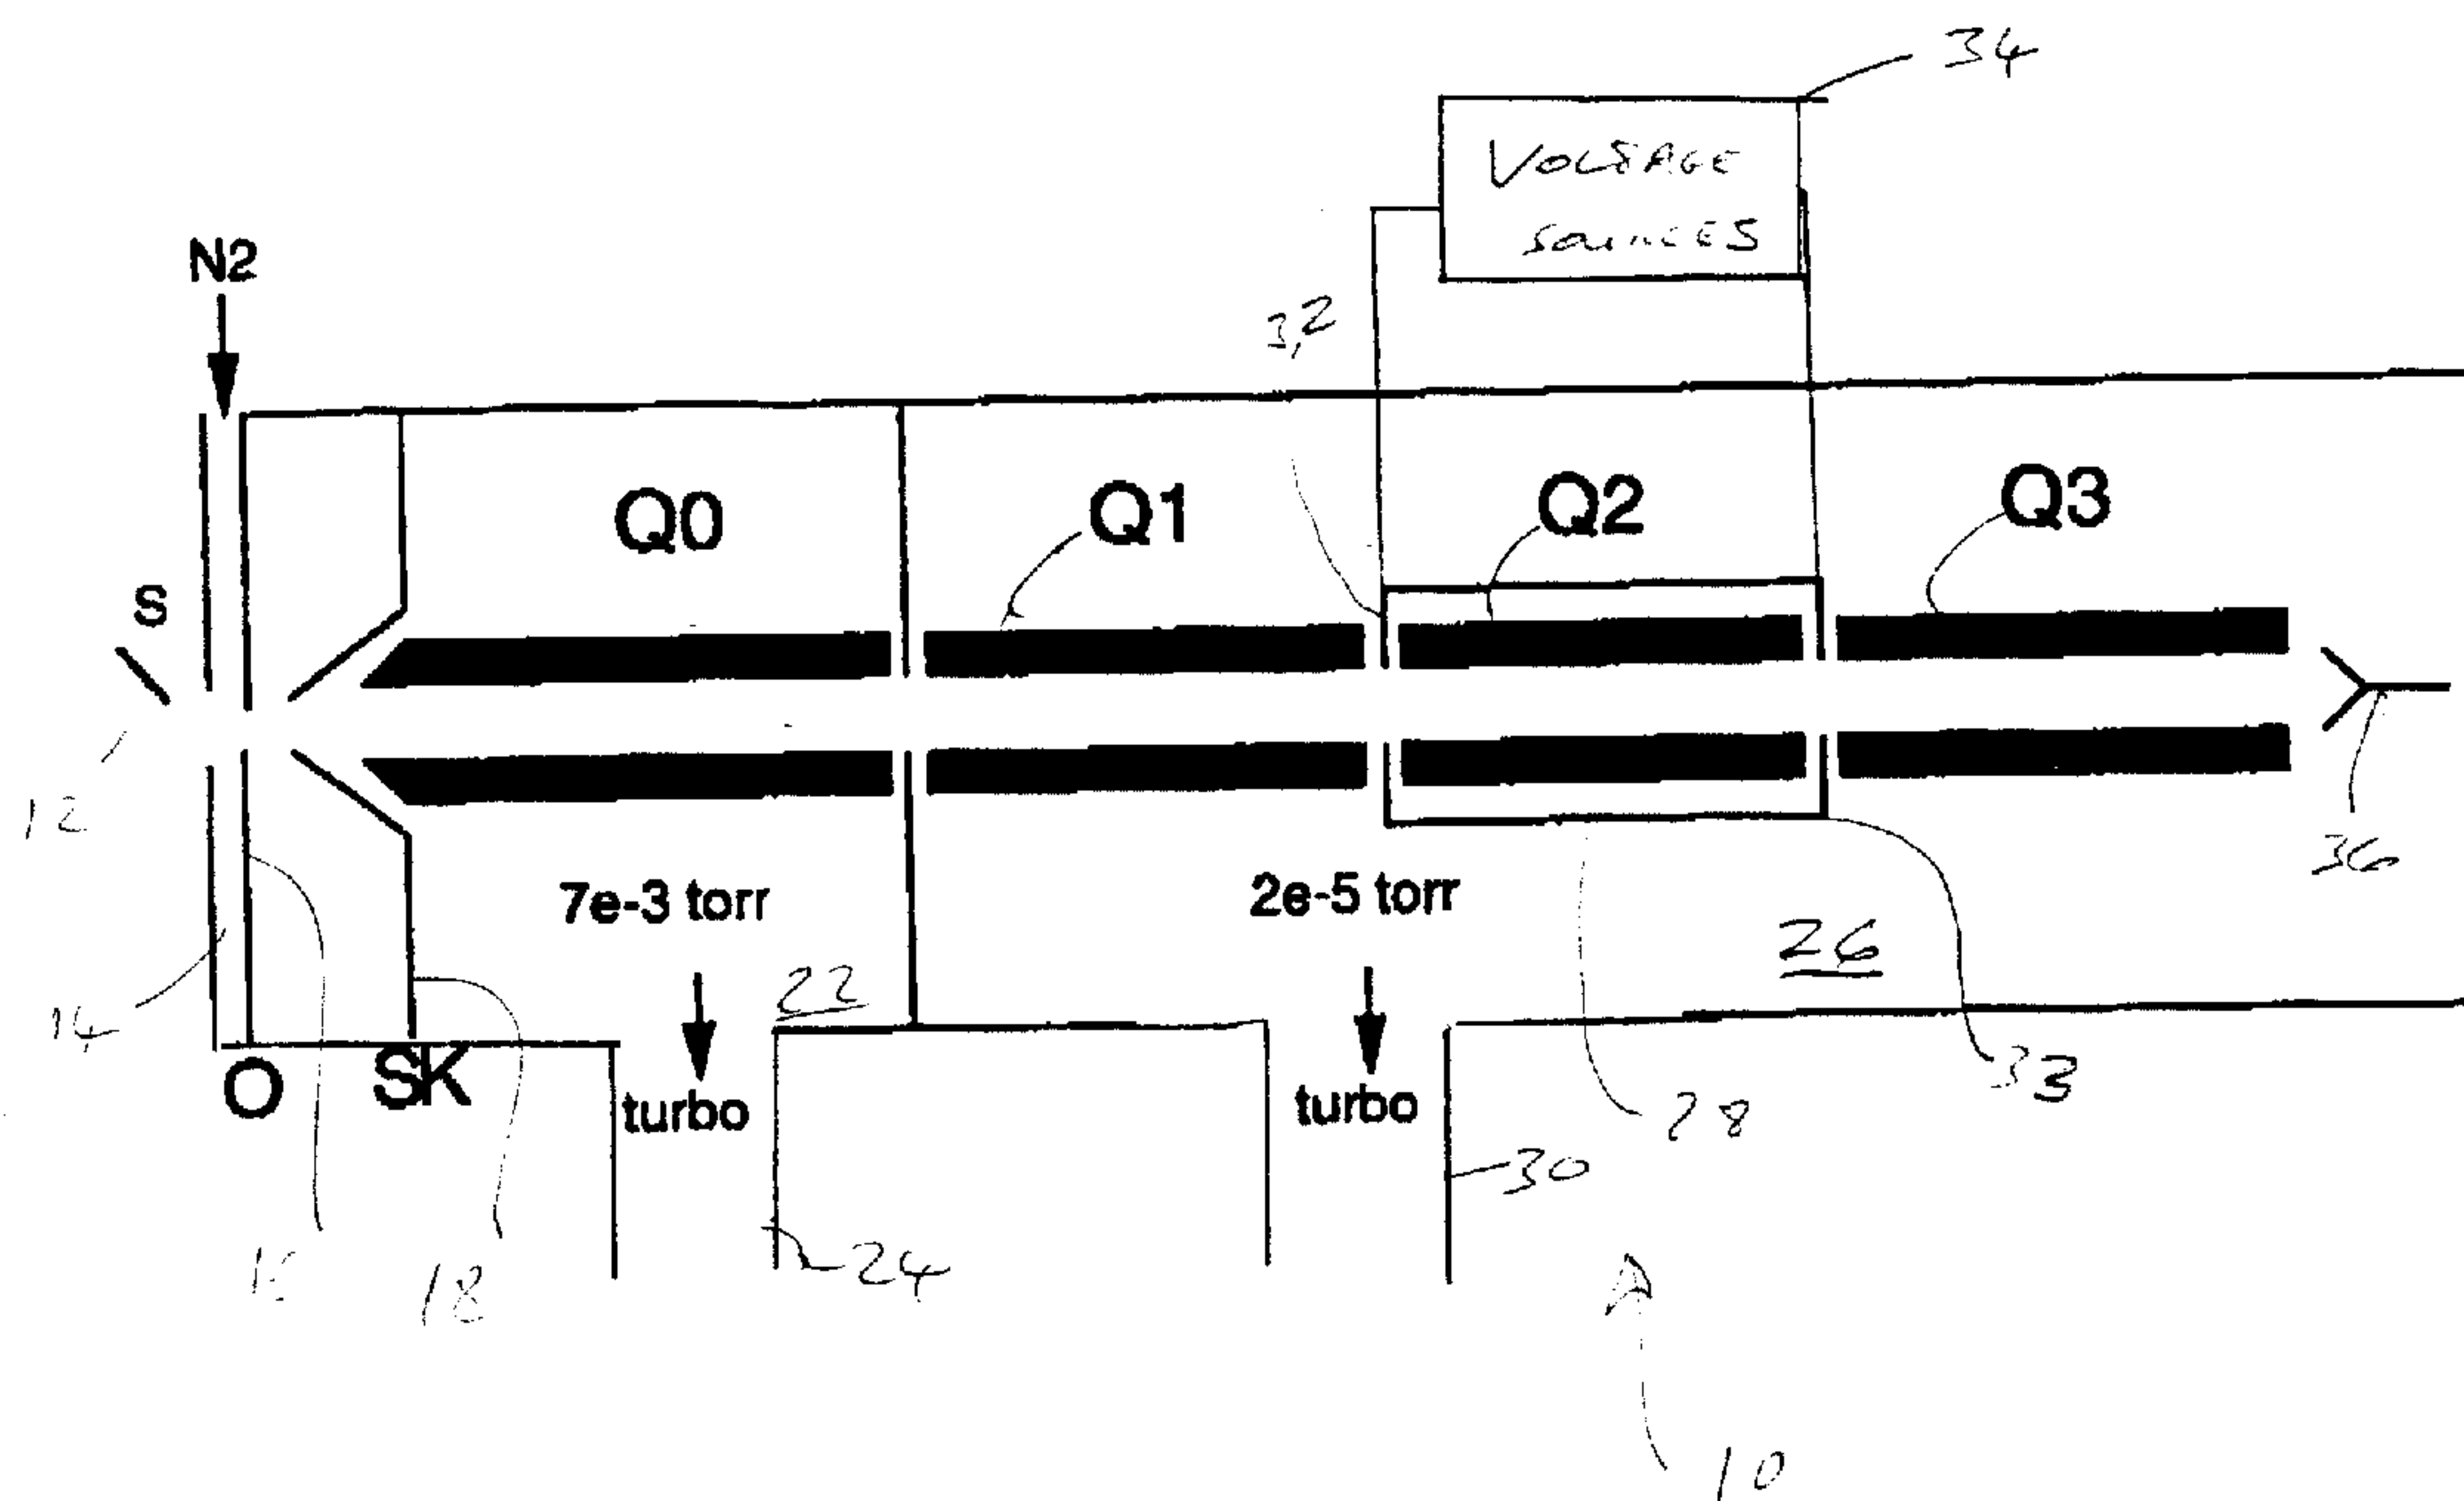 34
VOLTAGE
SOURCES
N2
32
Q0
Q1
Q2
Q3
S
12
36
7e-3 torr
2e-5 torr
26
22
14
O
SK
turbo
turbo
33
28
30
24
18
10